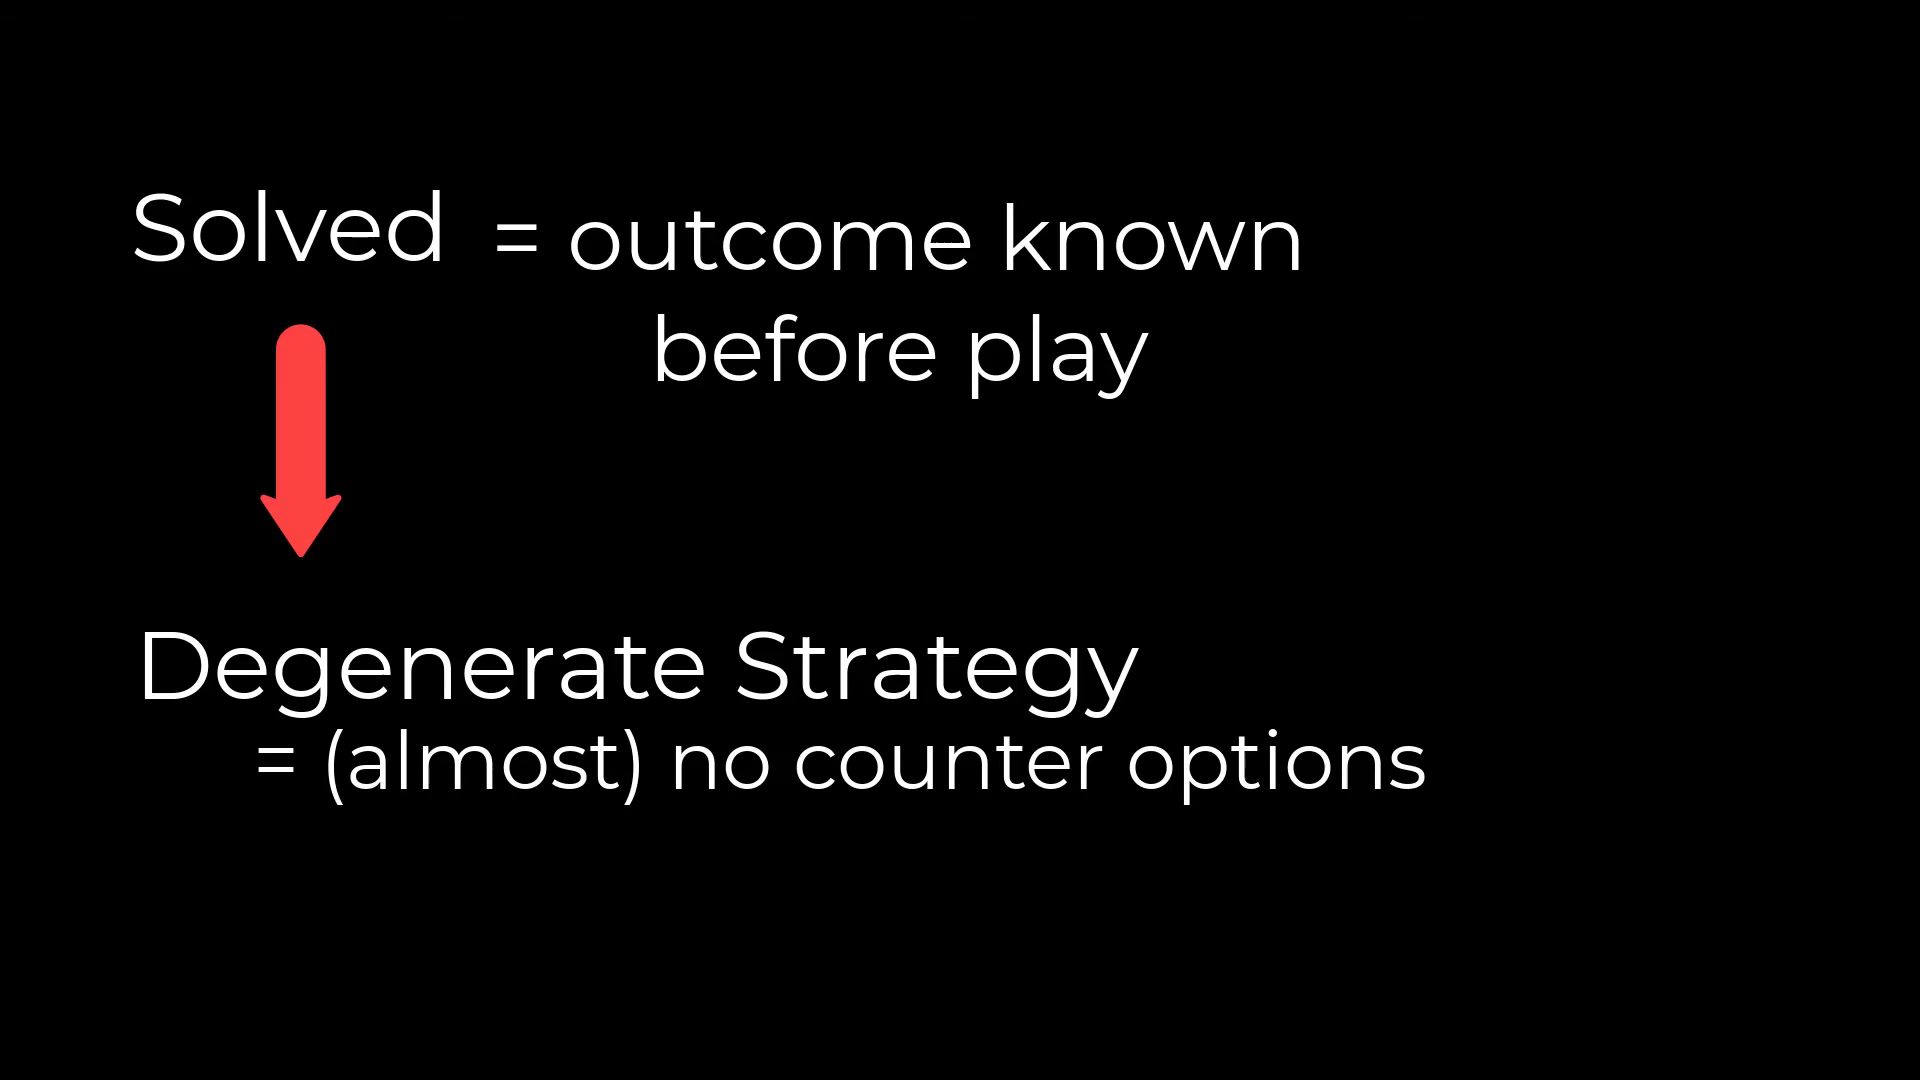 Solved = outcome known
before play
Degenerate Strategy
= (almost) no counter options